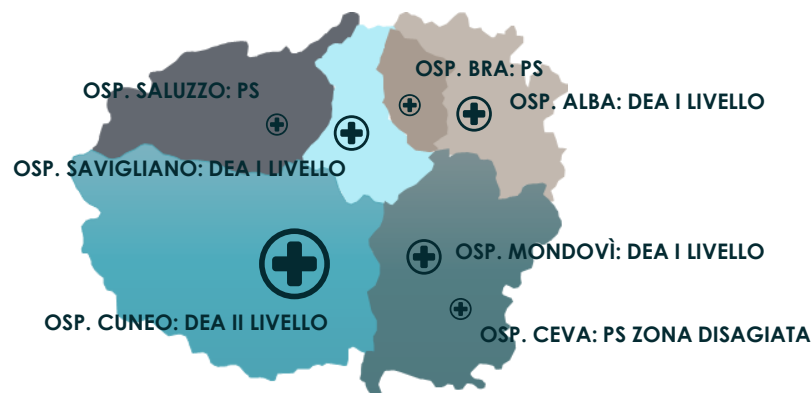 OSP. BRA: PS
OSP. SALUZZO: PS
OSP. ALBA: DEA I LIVELLO
OSP. SAVIGLIANO: DEA I LIVELLO
OSP. MONDOVÌ: DEA I LIVELLO
OSP. CUNEO: DEA II LIVELLO
OSP. CEVA: PS ZONA DISAGIATA